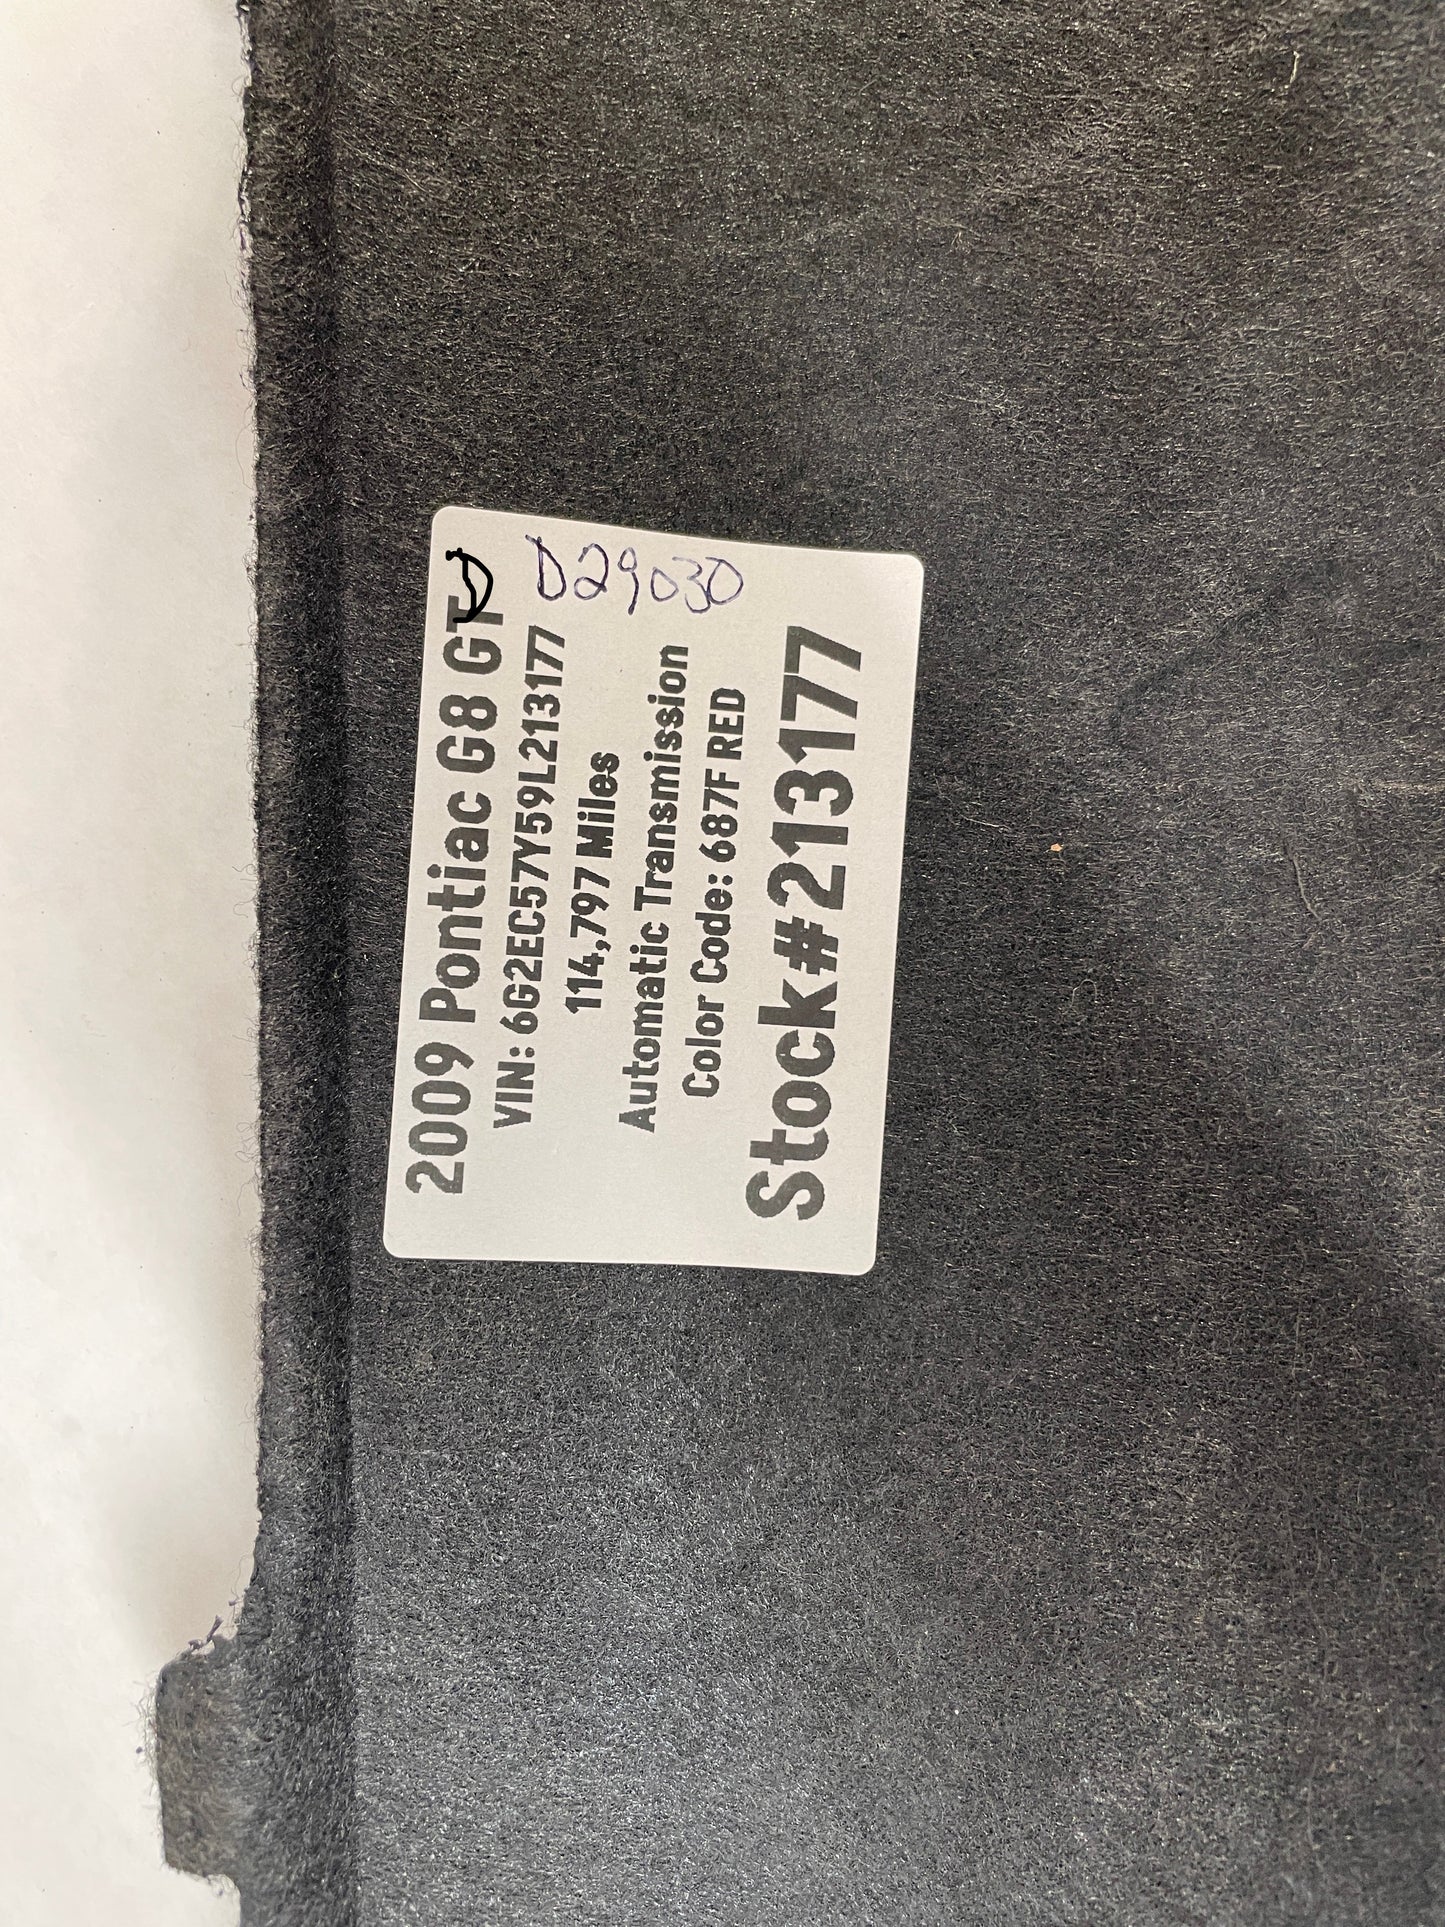 D29030
2009 Pontiac G8 GT
VIN: 6G2EC57Y59L213177
114,797 Miles
Automatic Transmission
Color Code: 687F RED
Stock#213177